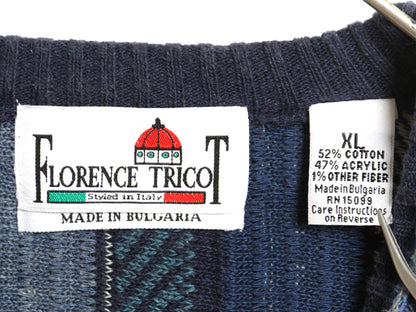 FLORENCE TRICOT
Styled in Italy
MADE IN BULGARIA
XL
52% COTTON
47% ACRYLIC
1% OTHER FIBER
Made in Bulgaria
RN 15099
Care Instructions
on Reverse